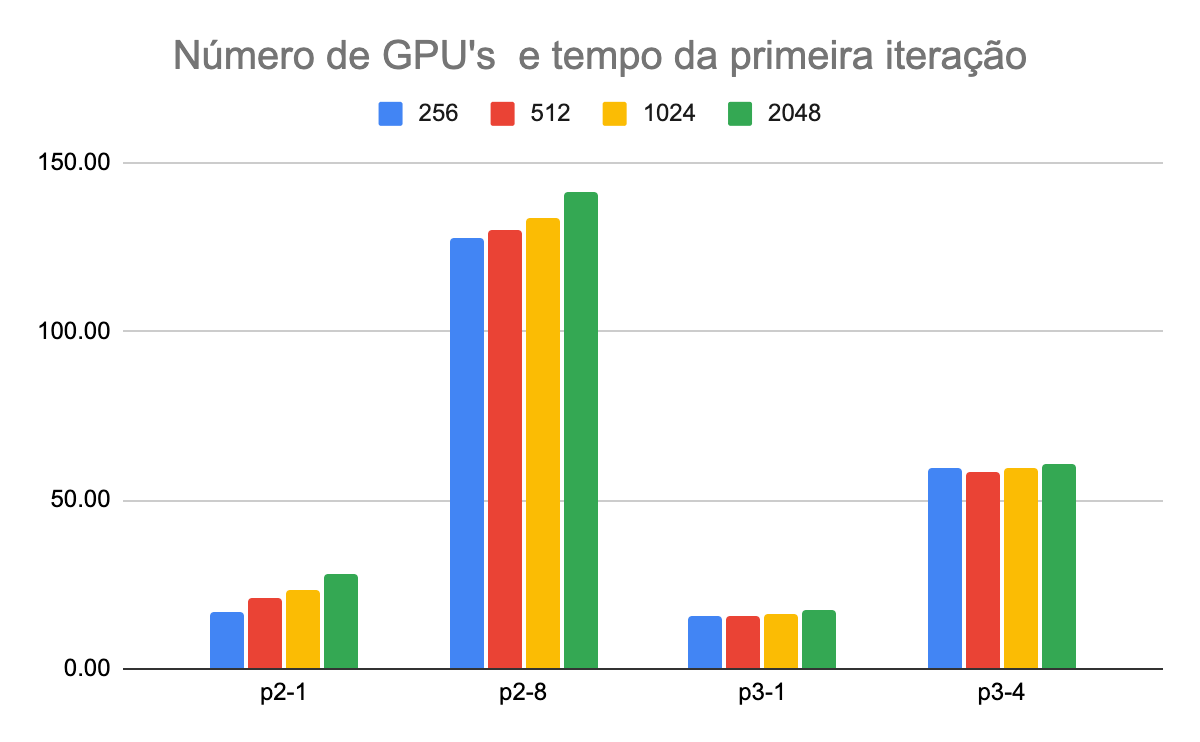 Número de GPU's  e tempo da primeira iteração
256 512 1024 2048
150.00
100.00
50.00
0.00
p2-1 p2-8 p3-1 p3-4